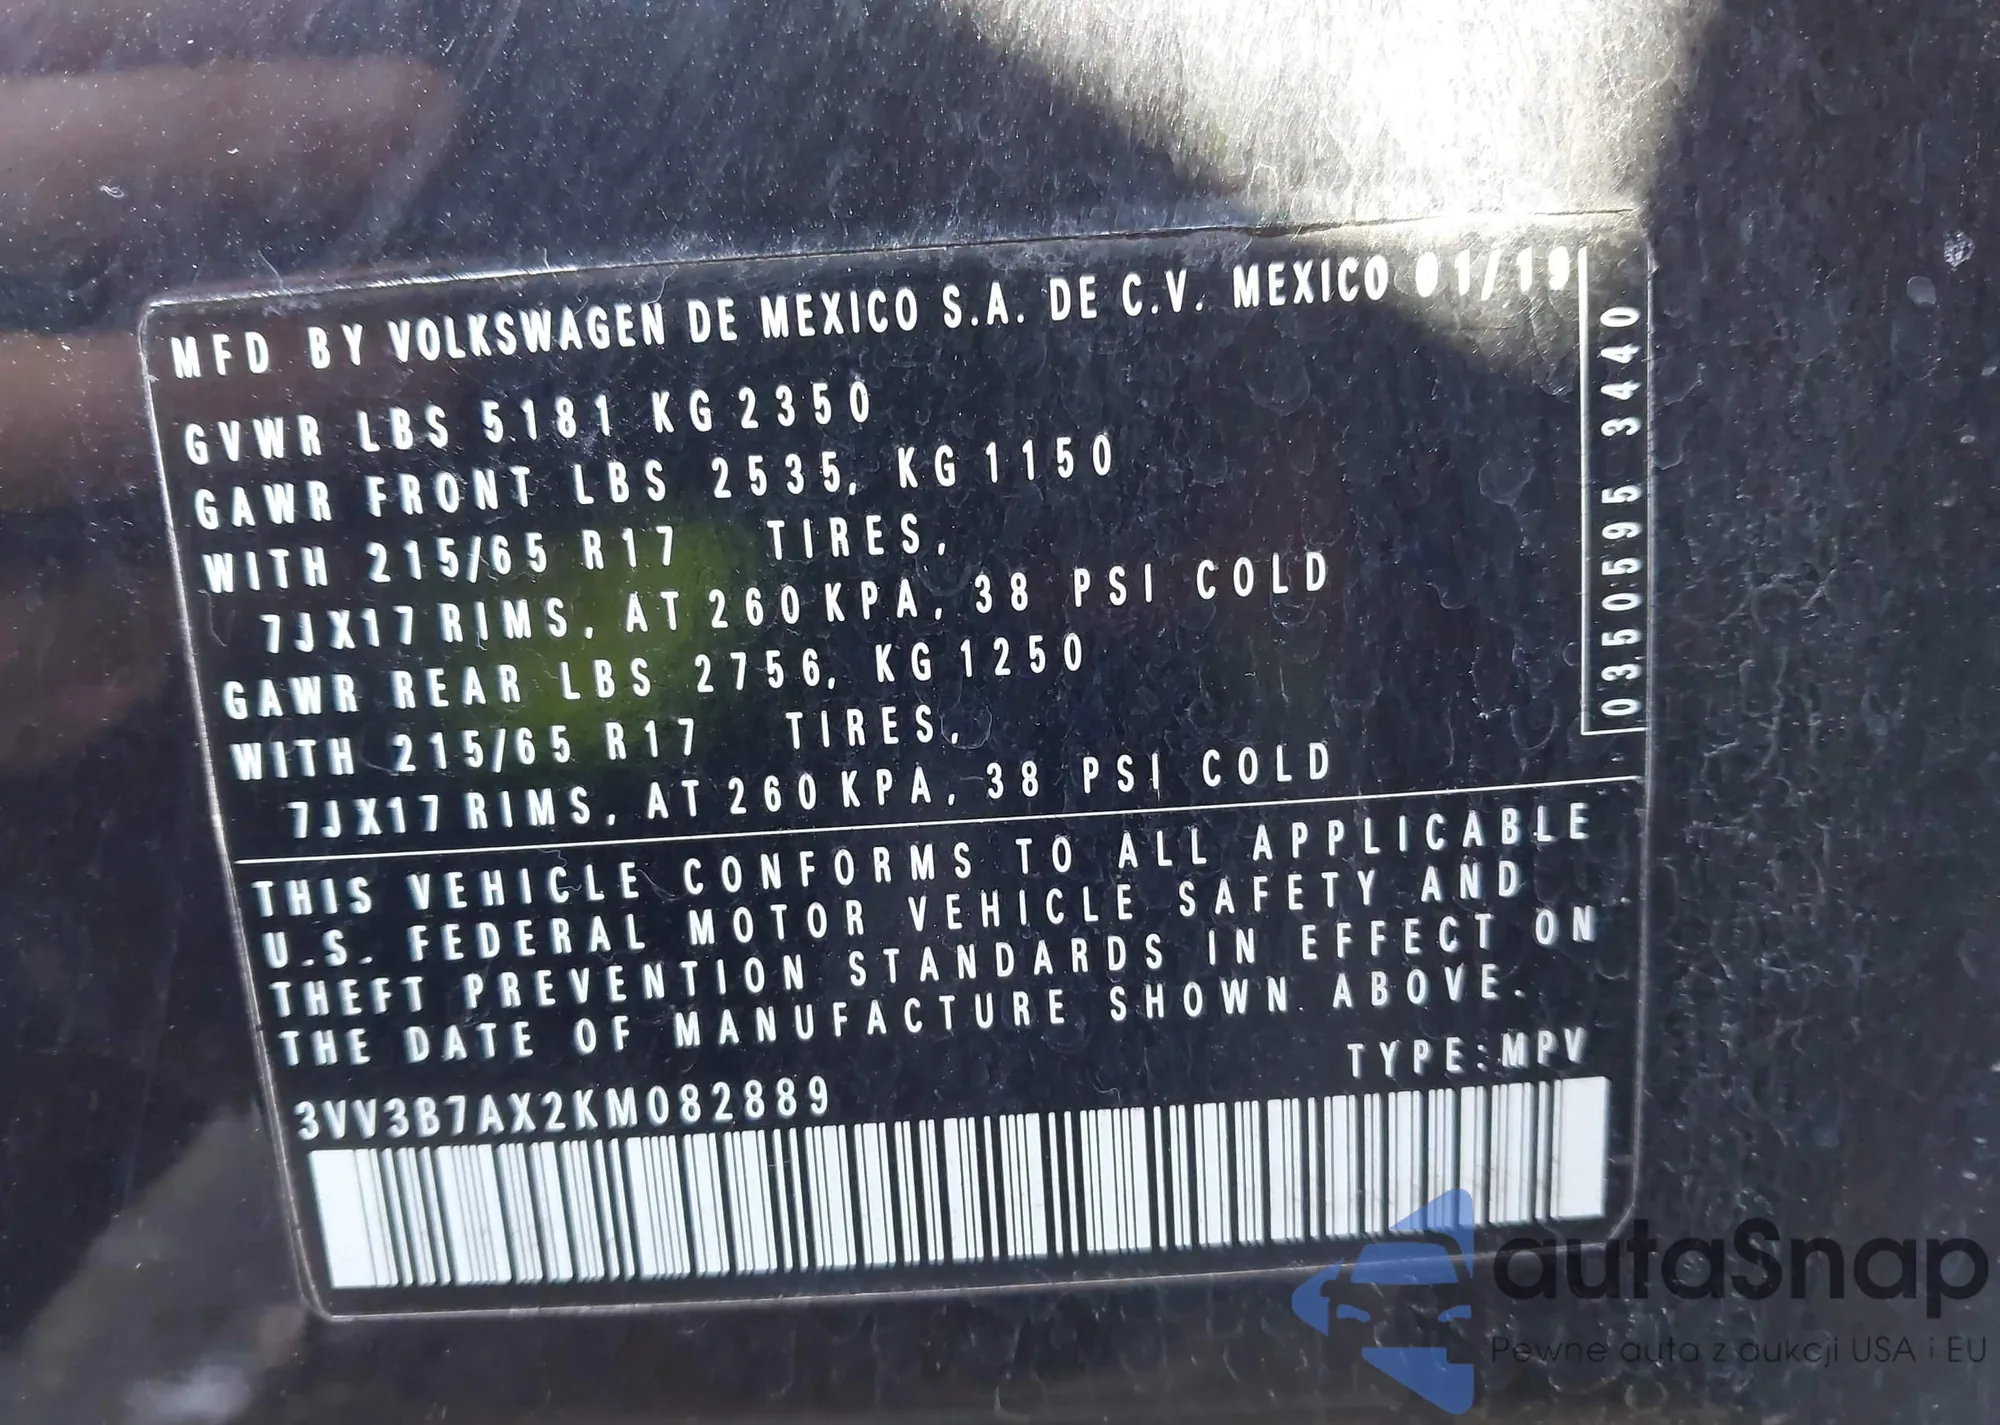 MFD BY VOLKSWAGEN DE MEXICO S.A. DE C.V. MEXICO 01/19
GVWR LBS 5181 KG 2350
GAWR FRONT LBS 2535, KG 1150
WITH 215/65 R17 TIRES,
7JX17 RIMS, AT 260 KPA, 38 PSI COLD
GAWR REAR LBS 2756, KG 1250
WITH 215/65 R17 TIRES,
7JX17 RIMS, AT 260 KPA, 38 PSI COLD
0350595 3440
THIS VEHICLE CONFORMS TO ALL APPLICABLE
U.S. FEDERAL MOTOR VEHICLE SAFETY AND
THEFT PREVENTION STANDARDS IN EFFECT ON
THE DATE OF MANUFACTURE SHOWN ABOVE.
TYPE:MPV
3VV3B7AX2KM082889
autaSnap
Pewne auta z aukcji USA i EU